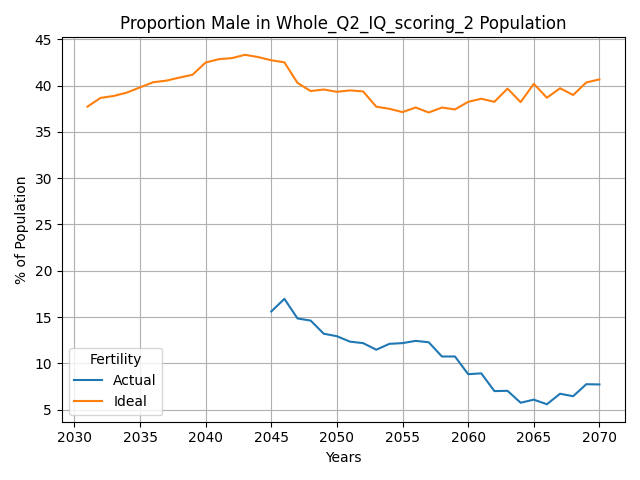 Proportion Male in Whole_Q2_IQ_scoring_2 Population
% of Population
45
40
35
30
25
20
15
10
5
Fertility
Actual
Ideal
2030 2035 2040 2045 2050 2055 2060 2065 2070
Years